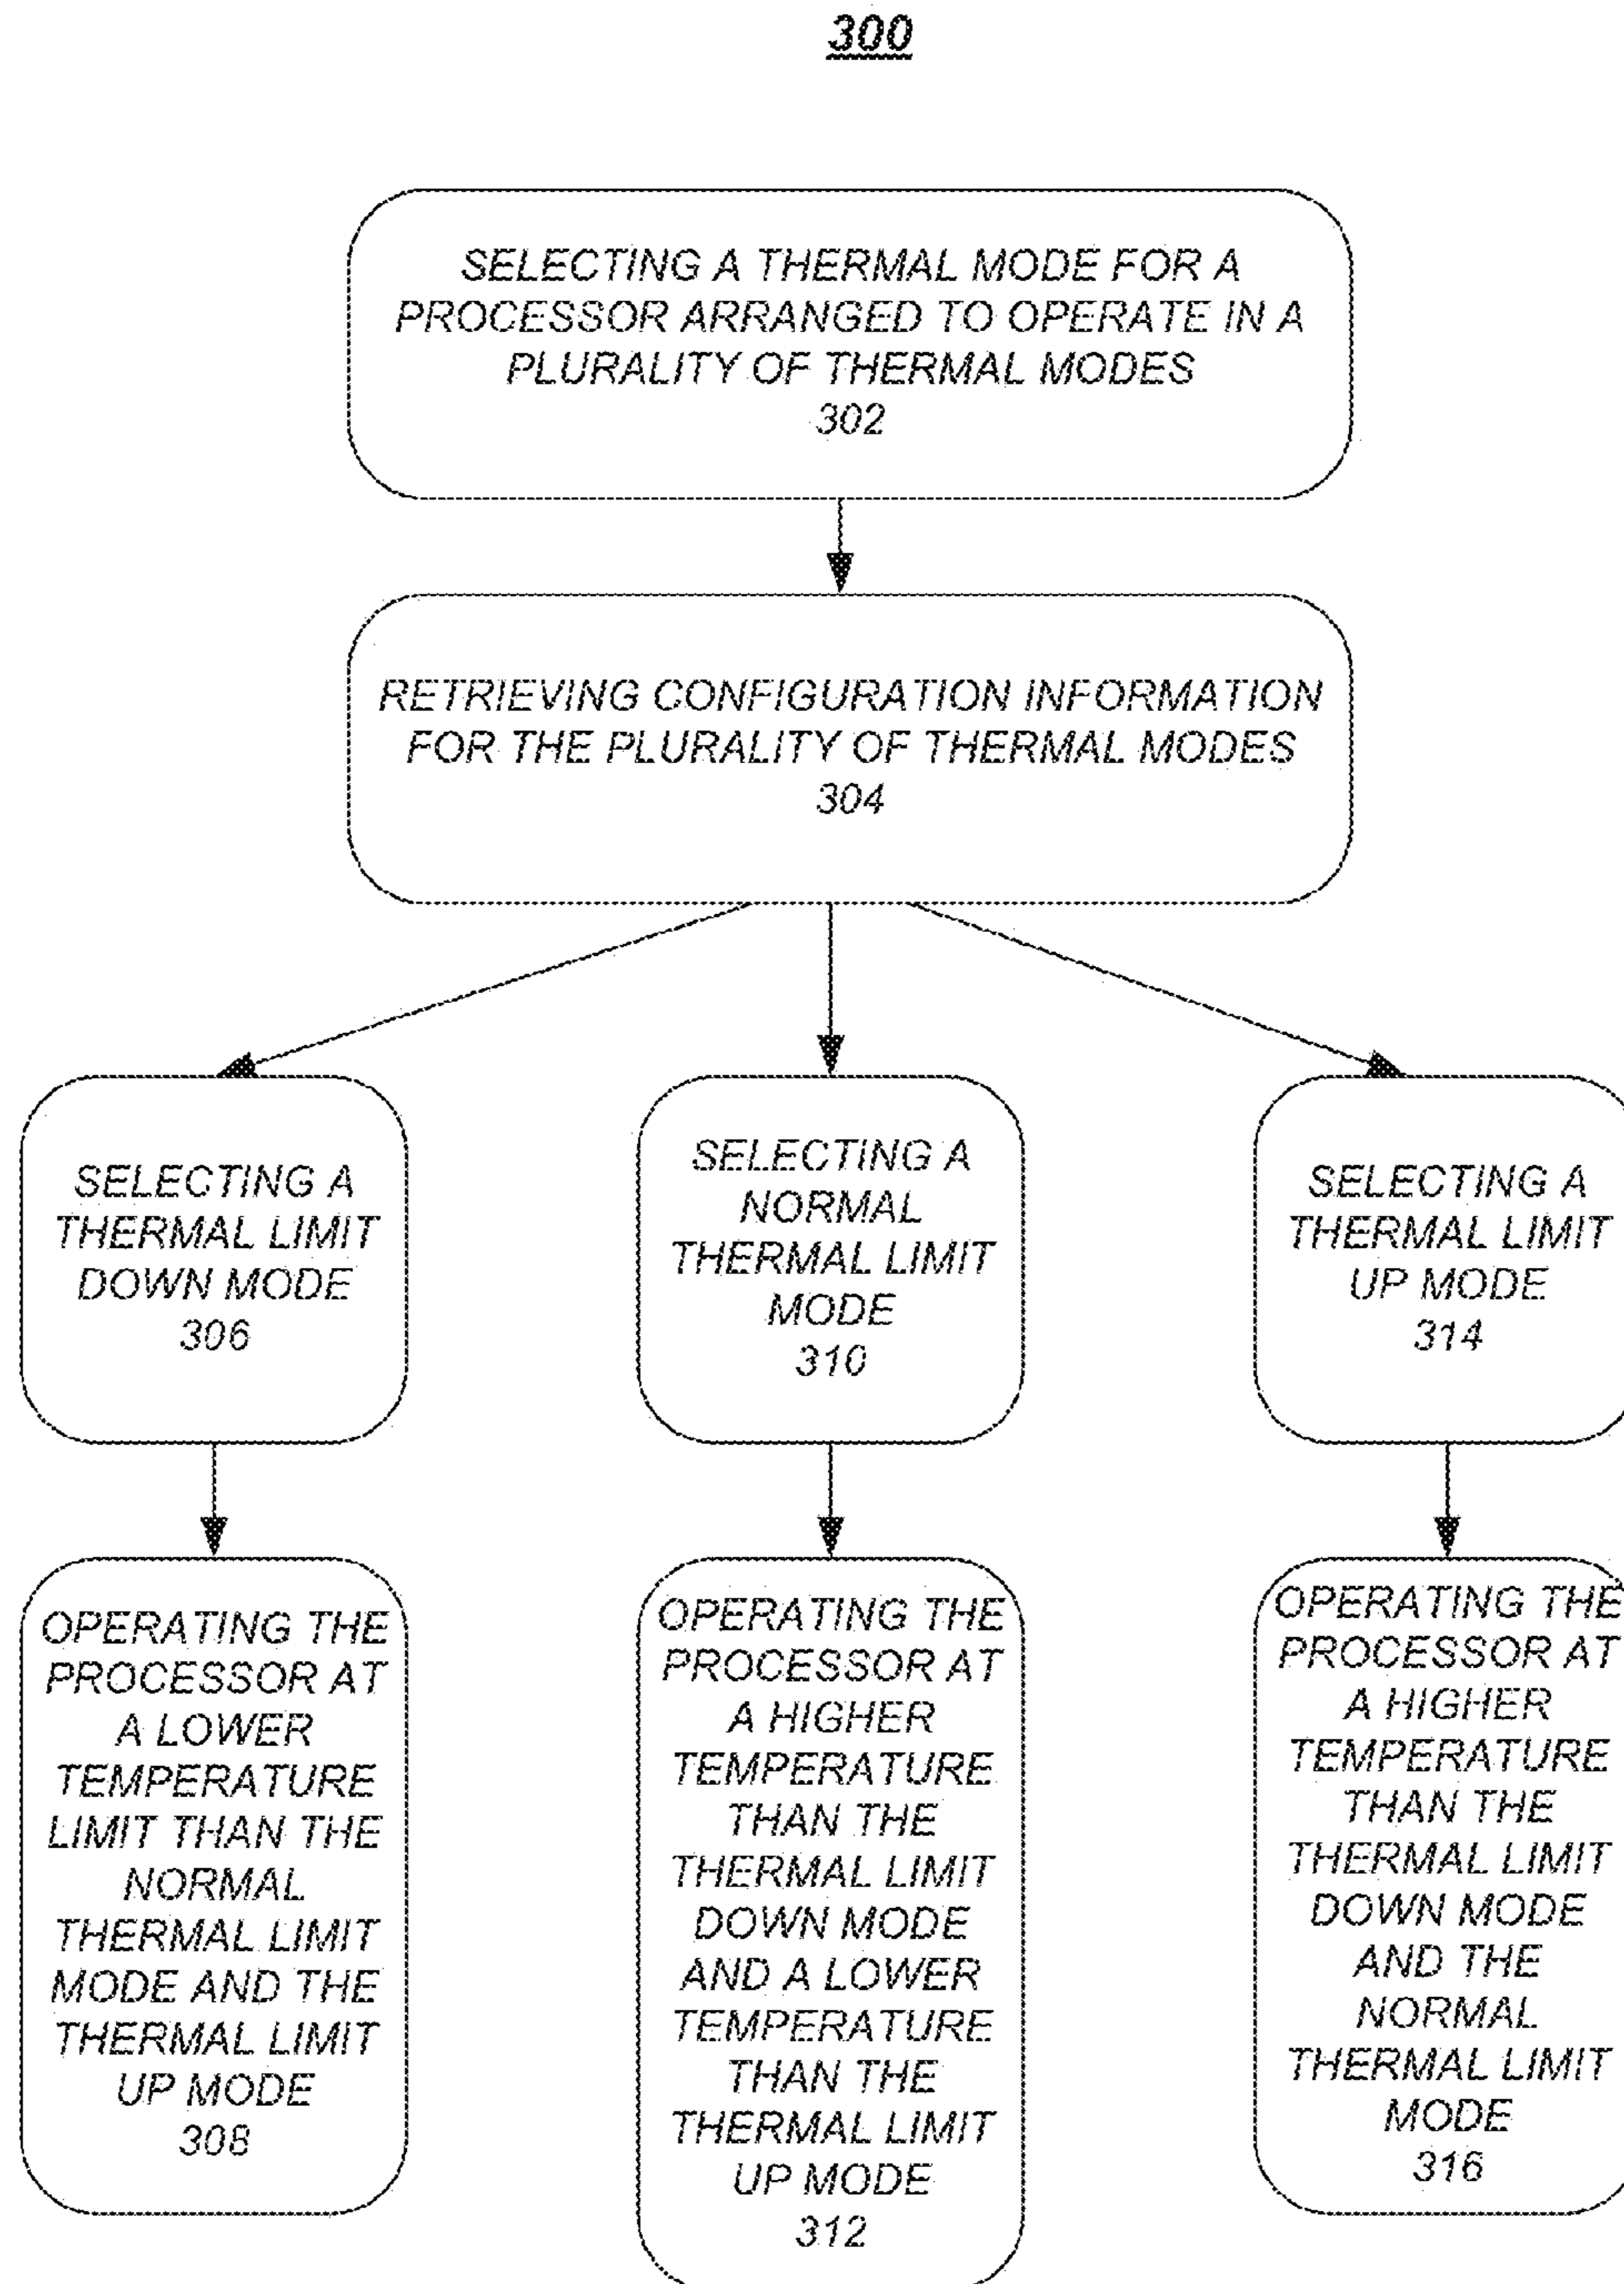 300
SELECTING A THERMAL MODE FOR A
PROCESSOR ARRANGED TO OPERATE IN A
PLURALITY OF THERMAL MODES
302
RETRIEVING CONFIGURATION INFORMATION
FOR THE PLURALITY OF THERMAL MODES
304
SELECTING A
THERMAL LIMIT
DOWN MODE
306
SELECTING A
NORMAL
THERMAL LIMIT
MODE
310
SELECTING A
THERMAL LIMIT
UP MODE
314
OPERATING THE
PROCESSOR AT
A LOWER
TEMPERATURE
LIMIT THAN THE
NORMAL
THERMAL LIMIT
MODE AND THE
THERMAL LIMIT
UP MODE
308
OPERATING THE
PROCESSOR AT
A HIGHER
TEMPERATURE
THAN THE
THERMAL LIMIT
DOWN MODE
AND A LOWER
TEMPERATURE
THAN THE
THERMAL LIMIT
UP MODE
312
OPERATING THE
PROCESSOR AT
A HIGHER
TEMPERATURE
THAN THE
THERMAL LIMIT
DOWN MODE
AND THE
NORMAL
THERMAL LIMIT
MODE
316